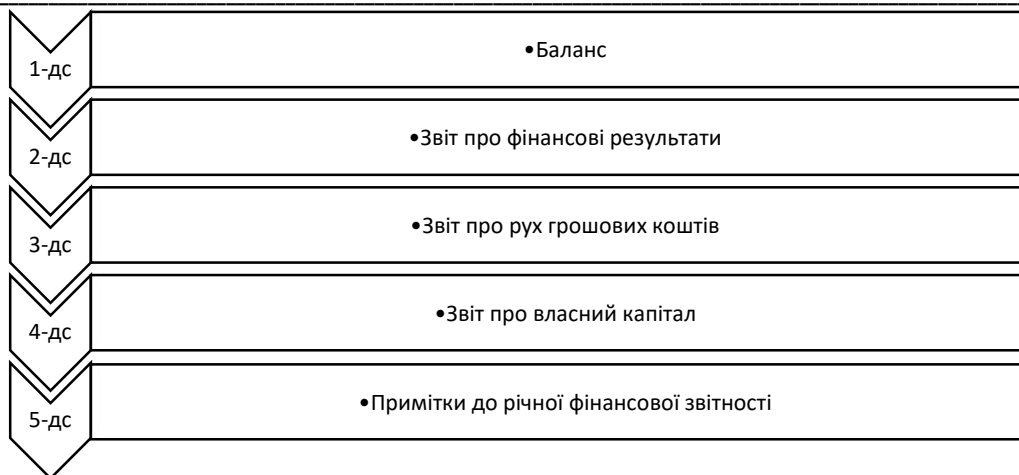 1-дс
•Баланс
2-дс
•Звіт про фінансові результати
3-дс
•Звіт про рух грошових коштів
4-дс
•Звіт про власний капітал
5-дс
•Примітки до річної фінансової звітності